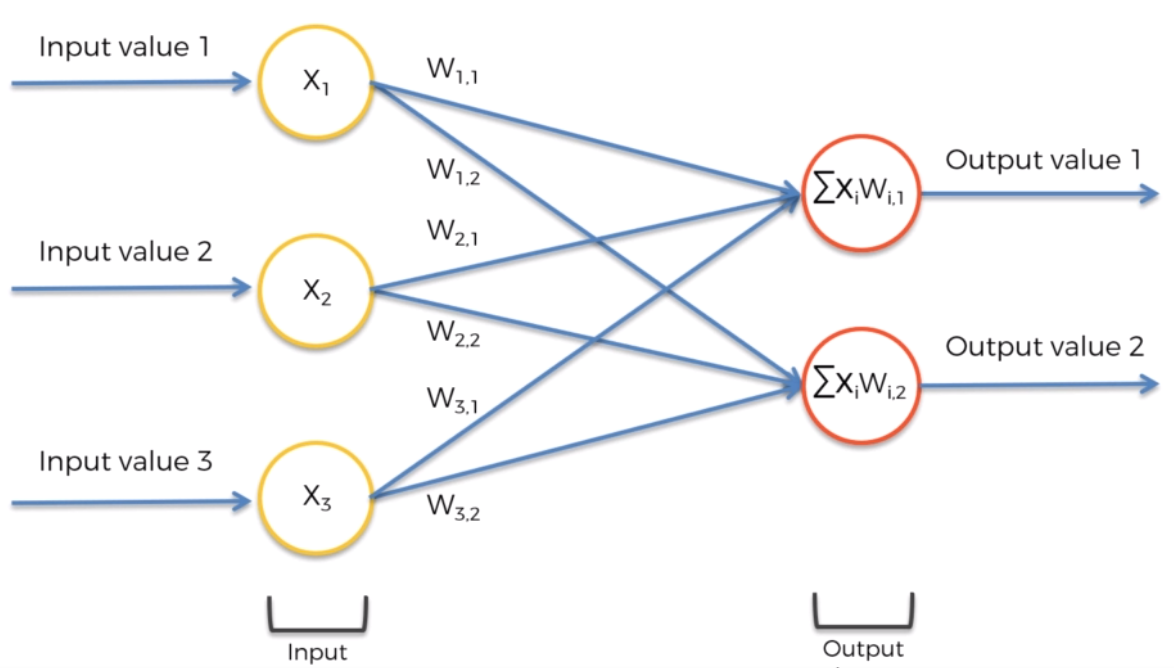 Input value 1
X₁
W₁,₁
W₁,₂
Output value 1
∑XᵢWᵢ,₁
Input value 2
X₂
W₂,₁
W₂,₂
Output value 2
∑XᵢWᵢ,₂
Input value 3
X₃
W₃,₁
W₃,₂
Input
Output